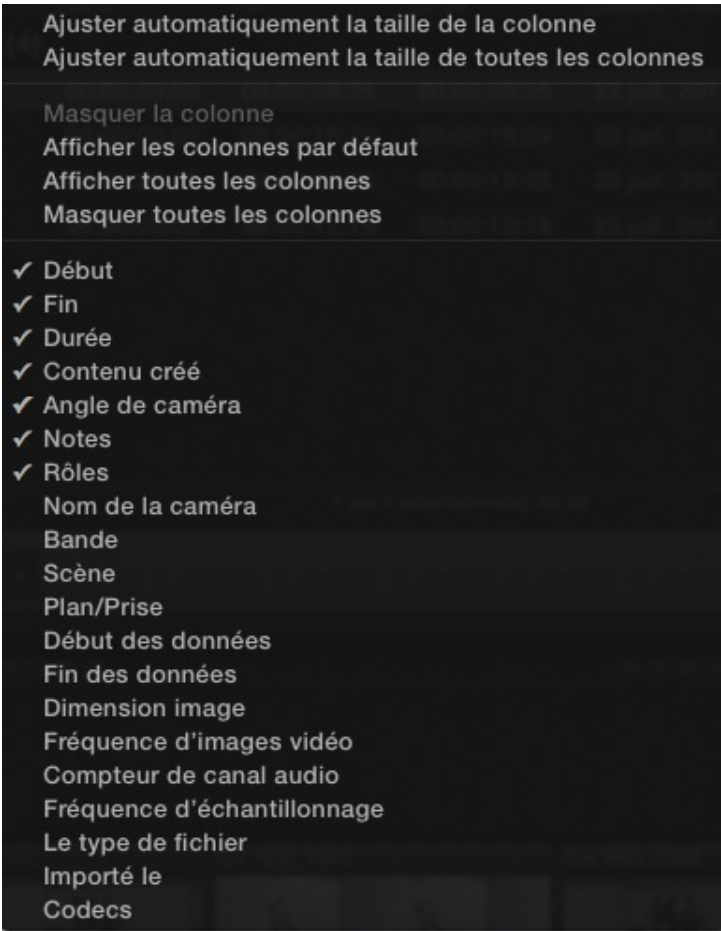 Ajuster automatiquement la taille de la colonne
Ajuster automatiquement la taille de toutes les colonnes
Masquer la colonne
Afficher les colonnes par défaut
Afficher toutes les colonnes
Masquer toutes les colonnes
✓ Début
✓ Fin
✓ Durée
✓ Contenu créé
✓ Angle de caméra
✓ Notes
✓ Rôles
Nom de la caméra
Bande
Scène
Plan/Prise
Début des données
Fin des données
Dimension image
Fréquence d’images vidéo
Compteur de canal audio
Fréquence d’échantillonnage
Le type de fichier
Importé le
Codecs